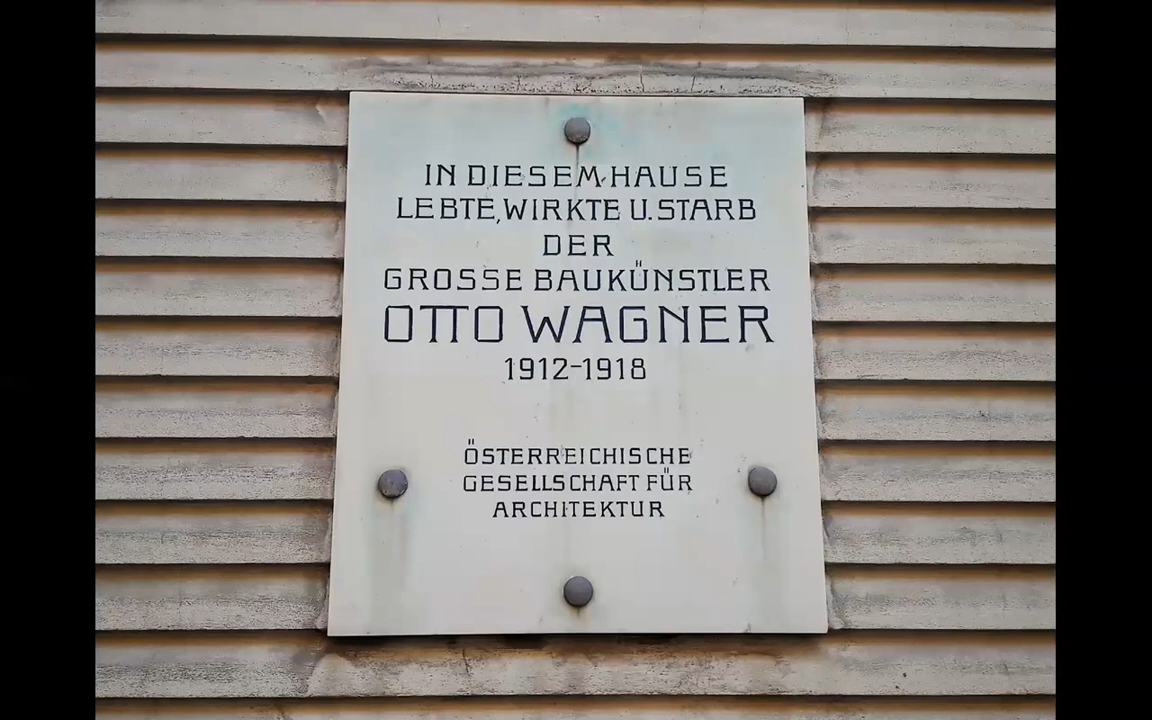 IN DIESEM HAUSE
LEBTE, WIRKTE U. STARB
DER
GROSSE BAUKÜNSTLER
OTTO WAGNER
1912-1918
ÖSTERREICHISCHE
GESELLSCHAFT FÜR
ARCHITEKTUR